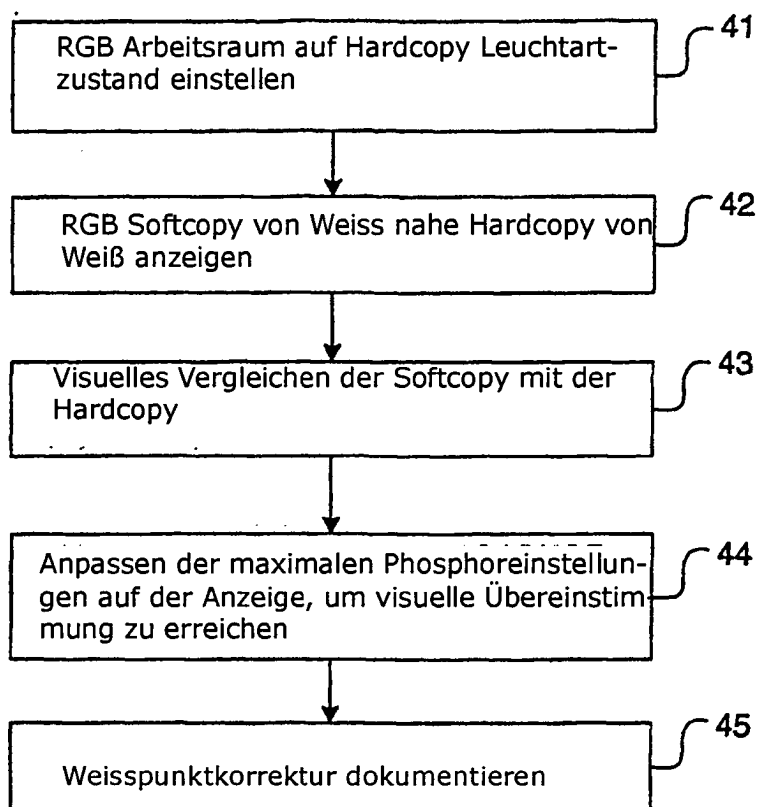 RGB Arbeitsraum auf Hardcopy Leuchtart-
zustand einstellen
41
RGB Softcopy von Weiss nahe Hardcopy von
Weiß anzeigen
42
Visuelles Vergleichen der Softcopy mit der
Hardcopy
43
Anpassen der maximalen Phosphoreinstellun-
gen auf der Anzeige, um visuelle Übereinstim
mung zu erreichen
44
Weisspunktkorrektur dokumentieren
45